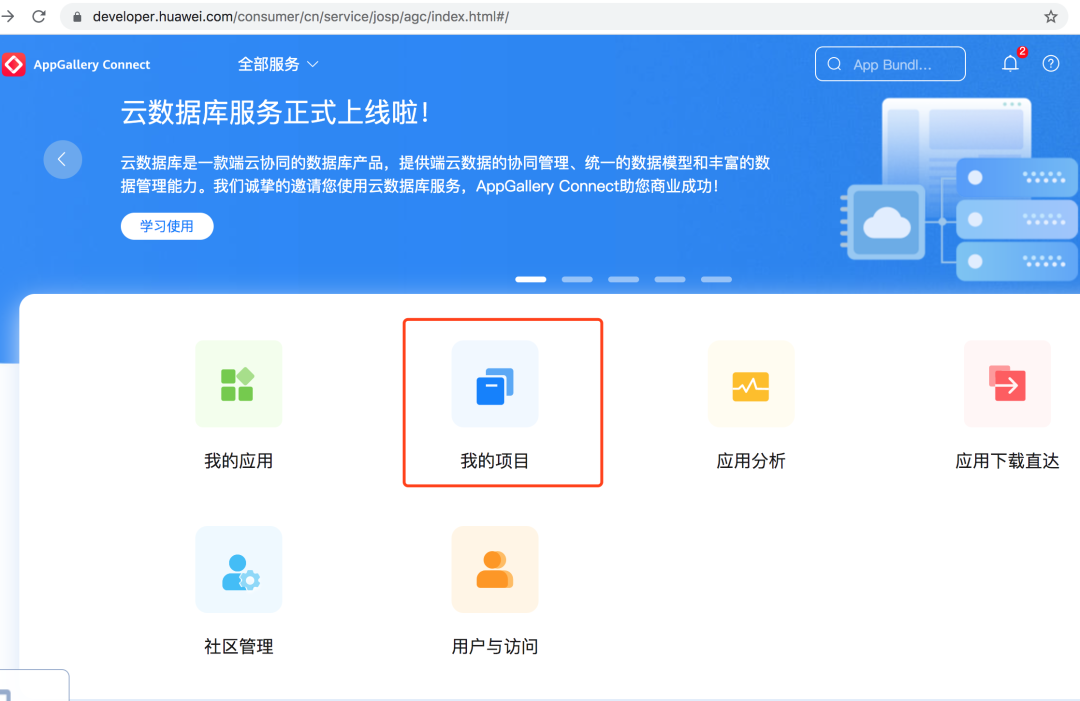 developer.huawei.com/consumer/cn/service/josp/agc/index.html#/
AppGallery Connect
全部服务
App Bundl...
2
云数据库服务正式上线啦！
云数据库是一款端云协同的数据库产品，提供端云数据的协同管理、统一的数据模型和丰富的数
据管理能力。我们诚挚的邀请您使用云数据库服务，AppGallery Connect助您商业成功！
学习使用
我的应用
我的项目
应用分析
应用下载直达
社区管理
用户与访问